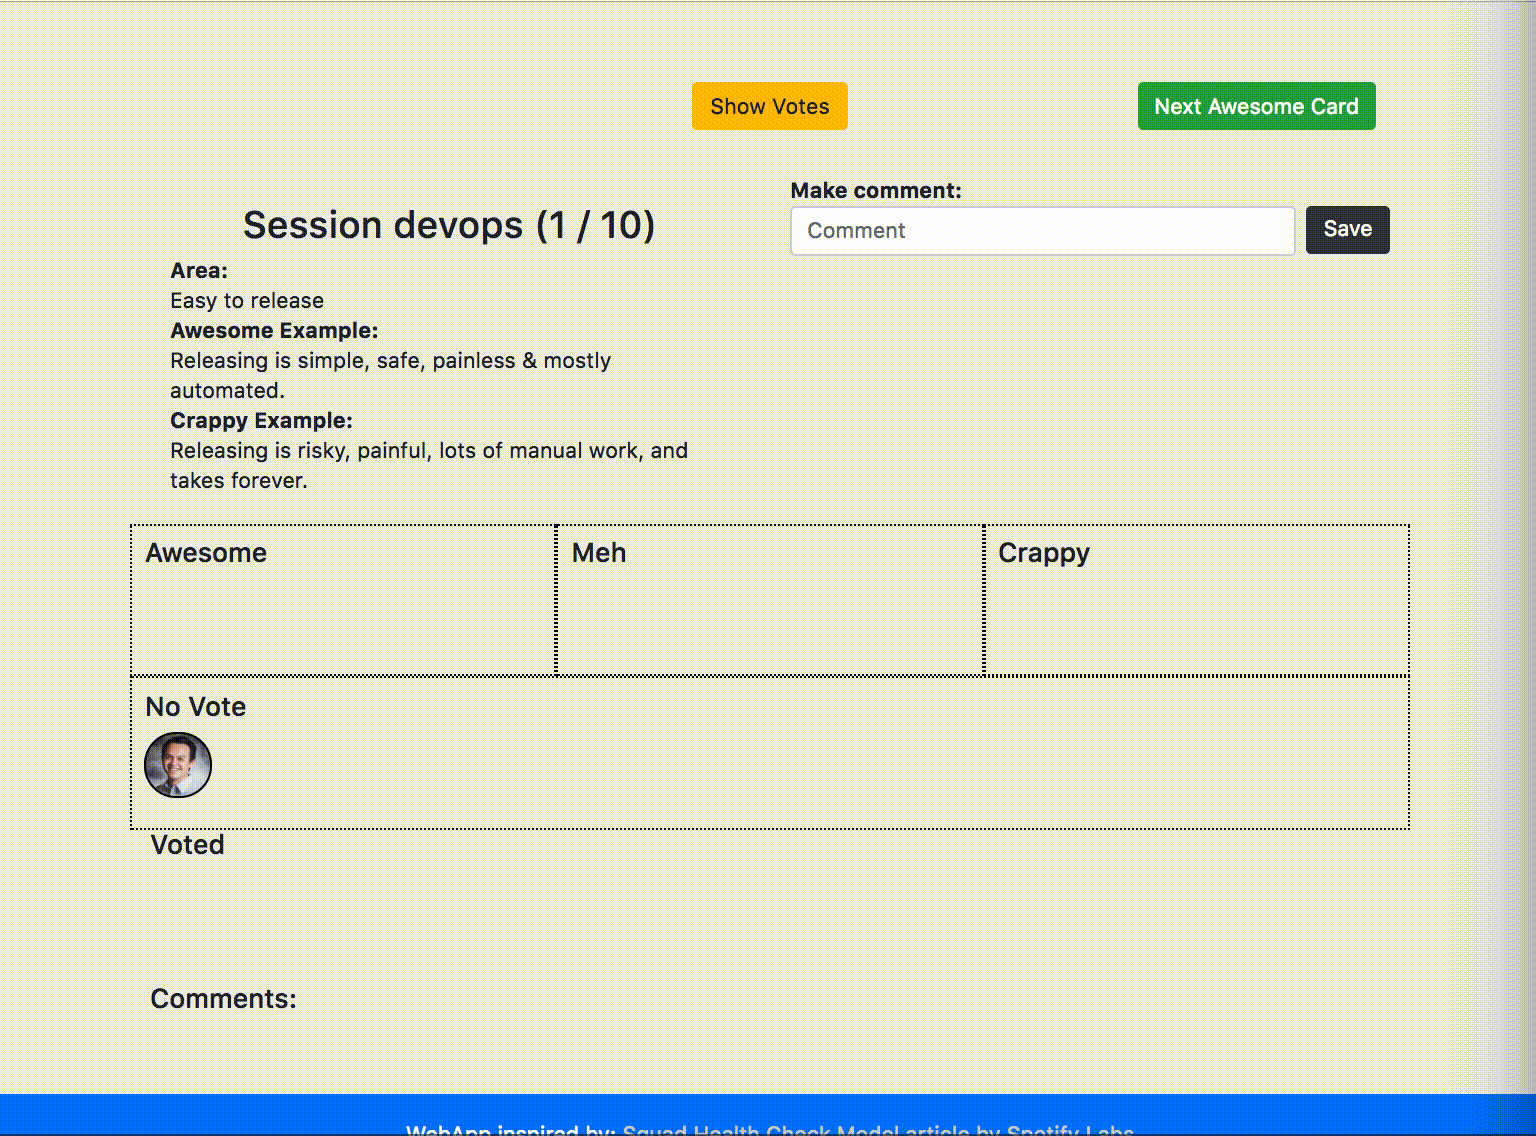 Show Votes
Next Awesome Card
Make comment:
Comment
Save
Session devops (1 / 10)
Area:
Easy to release
Awesome Example:
Releasing is simple, safe, painless & mostly
automated.
Crappy Example:
Releasing is risky, painful, lots of manual work, and
takes forever.
Awesome
Meh
Crappy
No Vote
Voted
Comments:
WebApp inspired by: Squad Health Check Model article by Spotify Labs